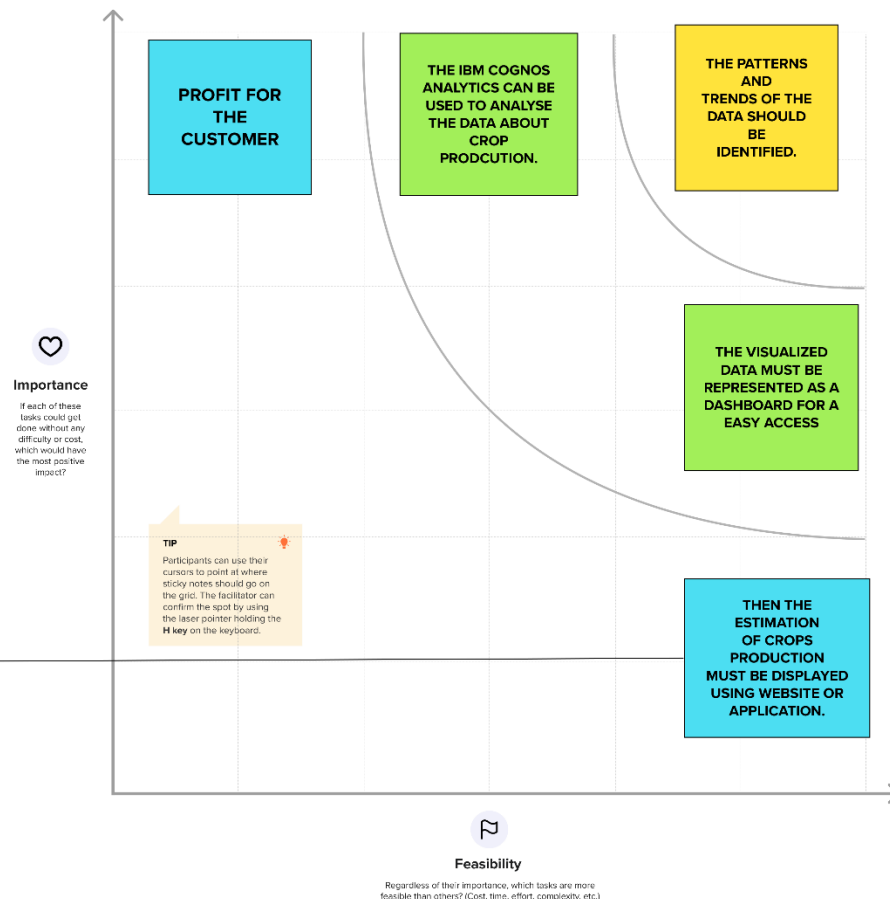 PROFIT FOR
THE
CUSTOMER
THE IBM COGNOS
ANALYTICS CAN BE
USED TO ANALYSE
THE DATA ABOUT
CROP
PRODCUTION.
THE PATTERNS
AND
TRENDS OF THE
DATA SHOULD
BE
IDENTIFIED.
THE VISUALIZED
DATA MUST BE
REPRESENTED AS A
DASHBOARD FOR A
EASY ACCESS
Importance
If each of these
tasks could get
done without any
difficulty or cost,
which would have
the most positive
impact?
TIP
Participants can use their
cursors to point at where
sticky notes should go on
the grid. The facilitator can
confirm the spot by using
the laser pointer holding the
H key on the keyboard.
THEN THE
ESTIMATION
OF CROPS
PRODUCTION
MUST BE DISPLAYED
USING WEBSITE OR
APPLICATION.
Feasibility
Regardless of their importance, which tasks are more
feasible than others? (Cost, time, effort, complexity, etc.)